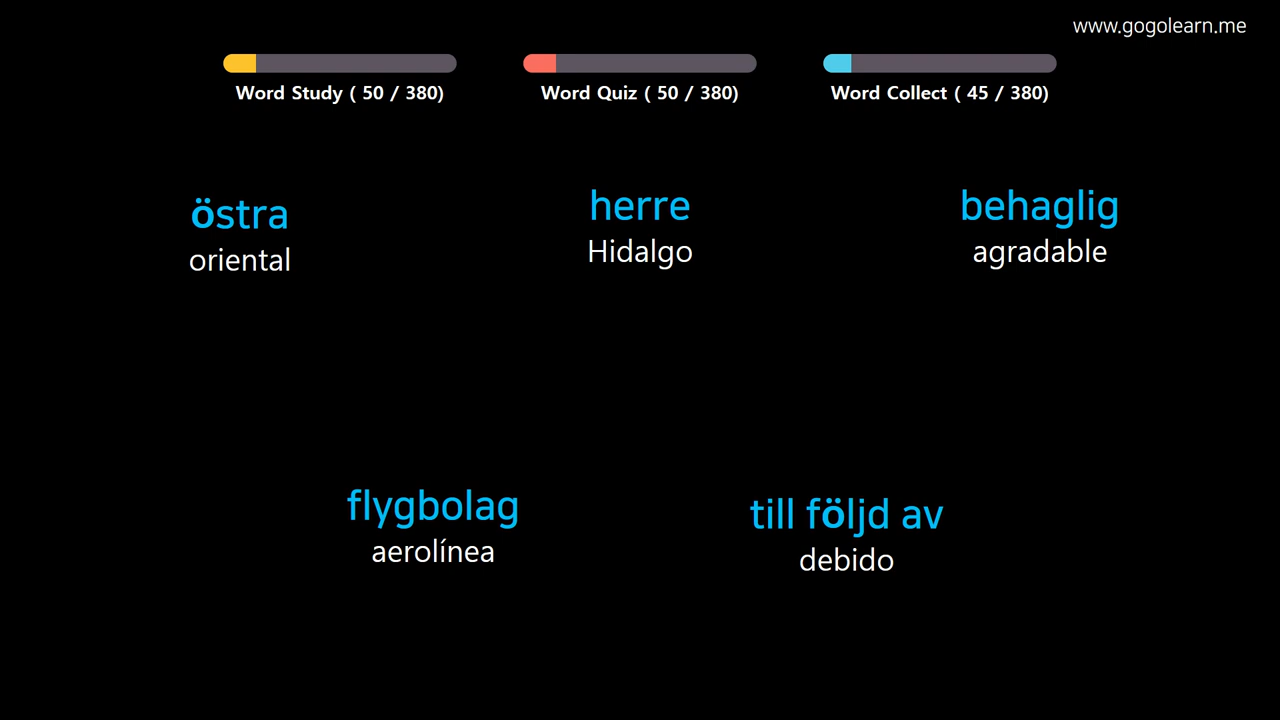 www.gogolearn.me
Word Study ( 50 / 380)
Word Quiz ( 50 / 380)
Word Collect ( 45 / 380)
östra
oriental
herre
Hidalgo
behaglig
agradable
flygbolag
aerolínea
till följd av
debido